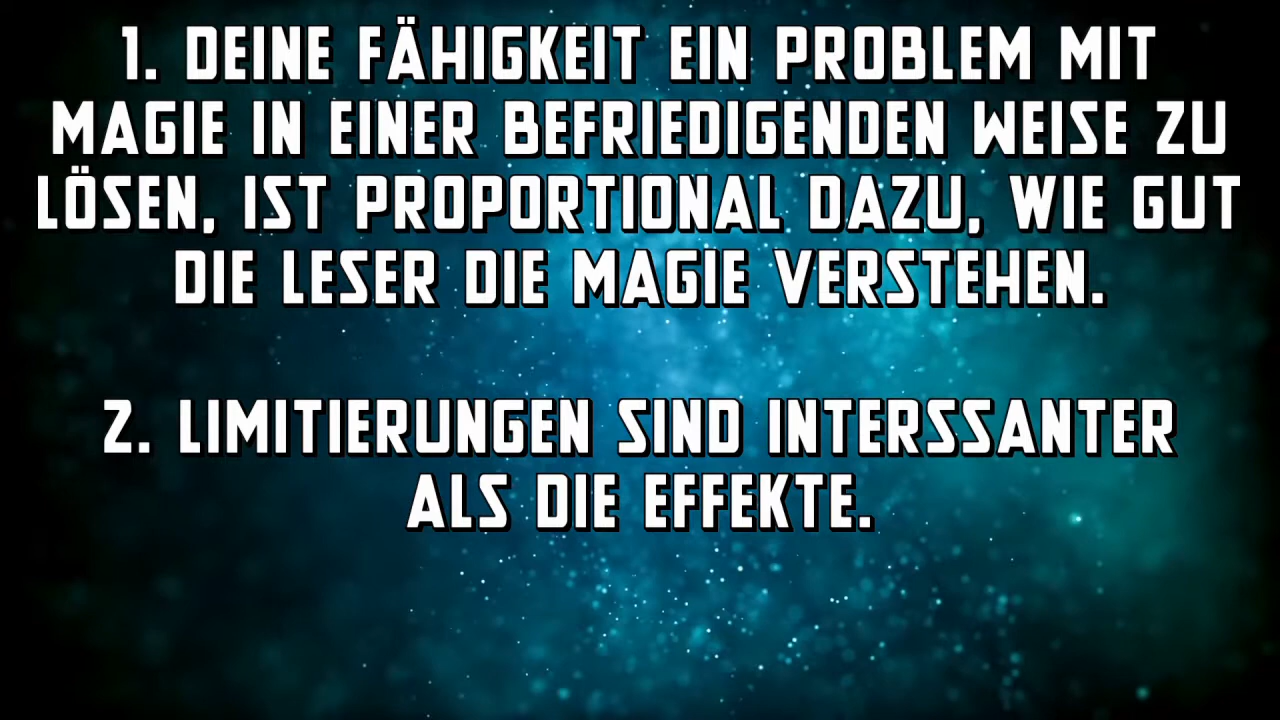 1. DEINE FÄHIGKEIT EIN PROBLEM MIT
MAGIE IN EINER BEFRIEDIGENDEN WEISE ZU
LÖSEN, IST PROPORTIONAL DAZU, WIE GUT
DIE LESER DIE MAGIE VERSTEHEN.
2. LIMITIERUNGEN SIND INTERSSANTER
ALS DIE EFFEKTE.